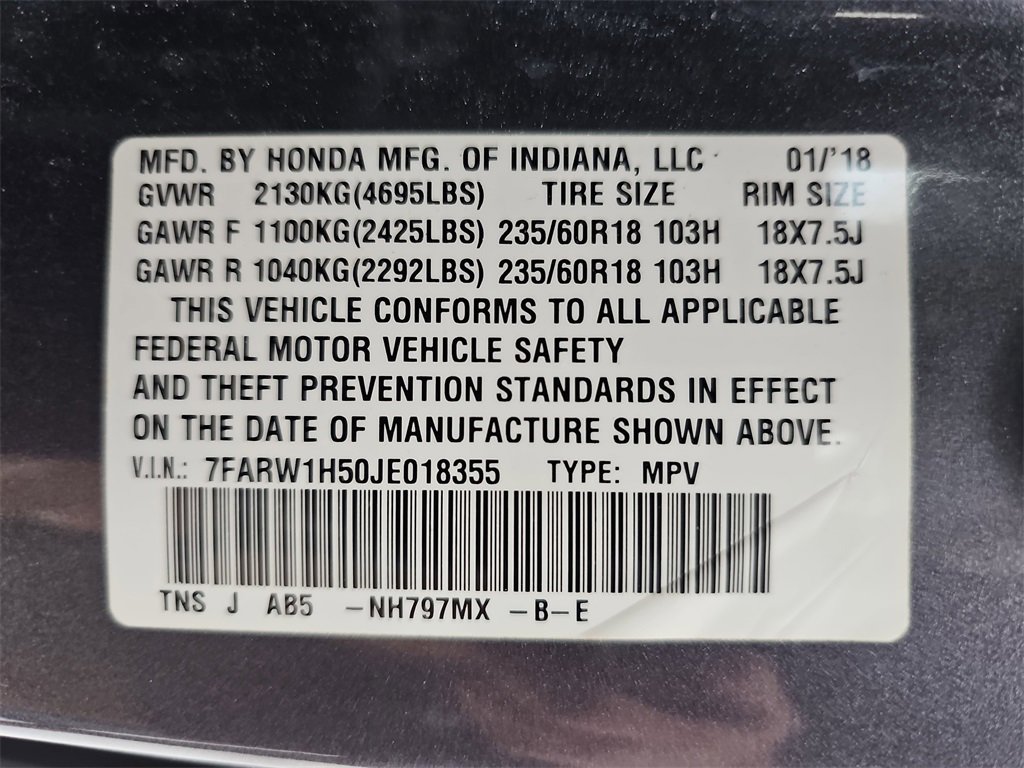 MFD. BY HONDA MFG. OF INDIANA, LLC 01/'18
GVWR 2130KG(4695LBS) TIRE SIZE RIM SIZE
GAWR F 1100KG(2425LBS) 235/60R18 103H 18X7.5J
GAWR R 1040KG(2292LBS) 235/60R18 103H 18X7.5J
THIS VEHICLE CONFORMS TO ALL APPLICABLE
FEDERAL MOTOR VEHICLE SAFETY
AND THEFT PREVENTION STANDARDS IN EFFECT
ON THE DATE OF MANUFACTURE SHOWN ABOVE.
V.I.N.: 7FARW1H50JE018355 TYPE: MPV
TNS J AB5 -NH797MX -B-E